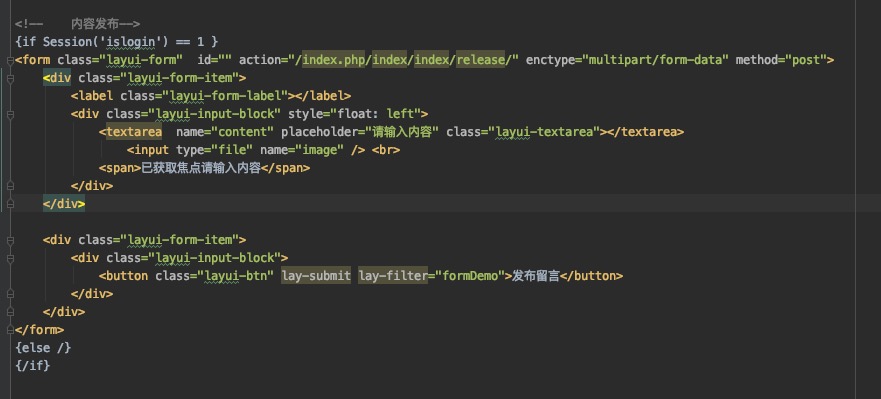 <!--    内容发布-->
{if Session('islogin') == 1 }
<form class="layui-form"  id="" action="/index.php/index/index/release/" enctype="multipart/form-data" method="post">
    <div class="layui-form-item">
        <label class="layui-form-label"></label>
        <div class="layui-input-block" style="float: left">
            <textarea  name="content" placeholder="请输入内容" class="layui-textarea"></textarea>
                <input type="file" name="image" /> <br>
            <span>已获取焦点请输入内容</span>
        </div>
    </div>
    <div class="layui-form-item">
        <div class="layui-input-block">
            <button class="layui-btn" lay-submit lay-filter="formDemo">发布留言</button>
        </div>
    </div>
</form>
{else /}
{/if}